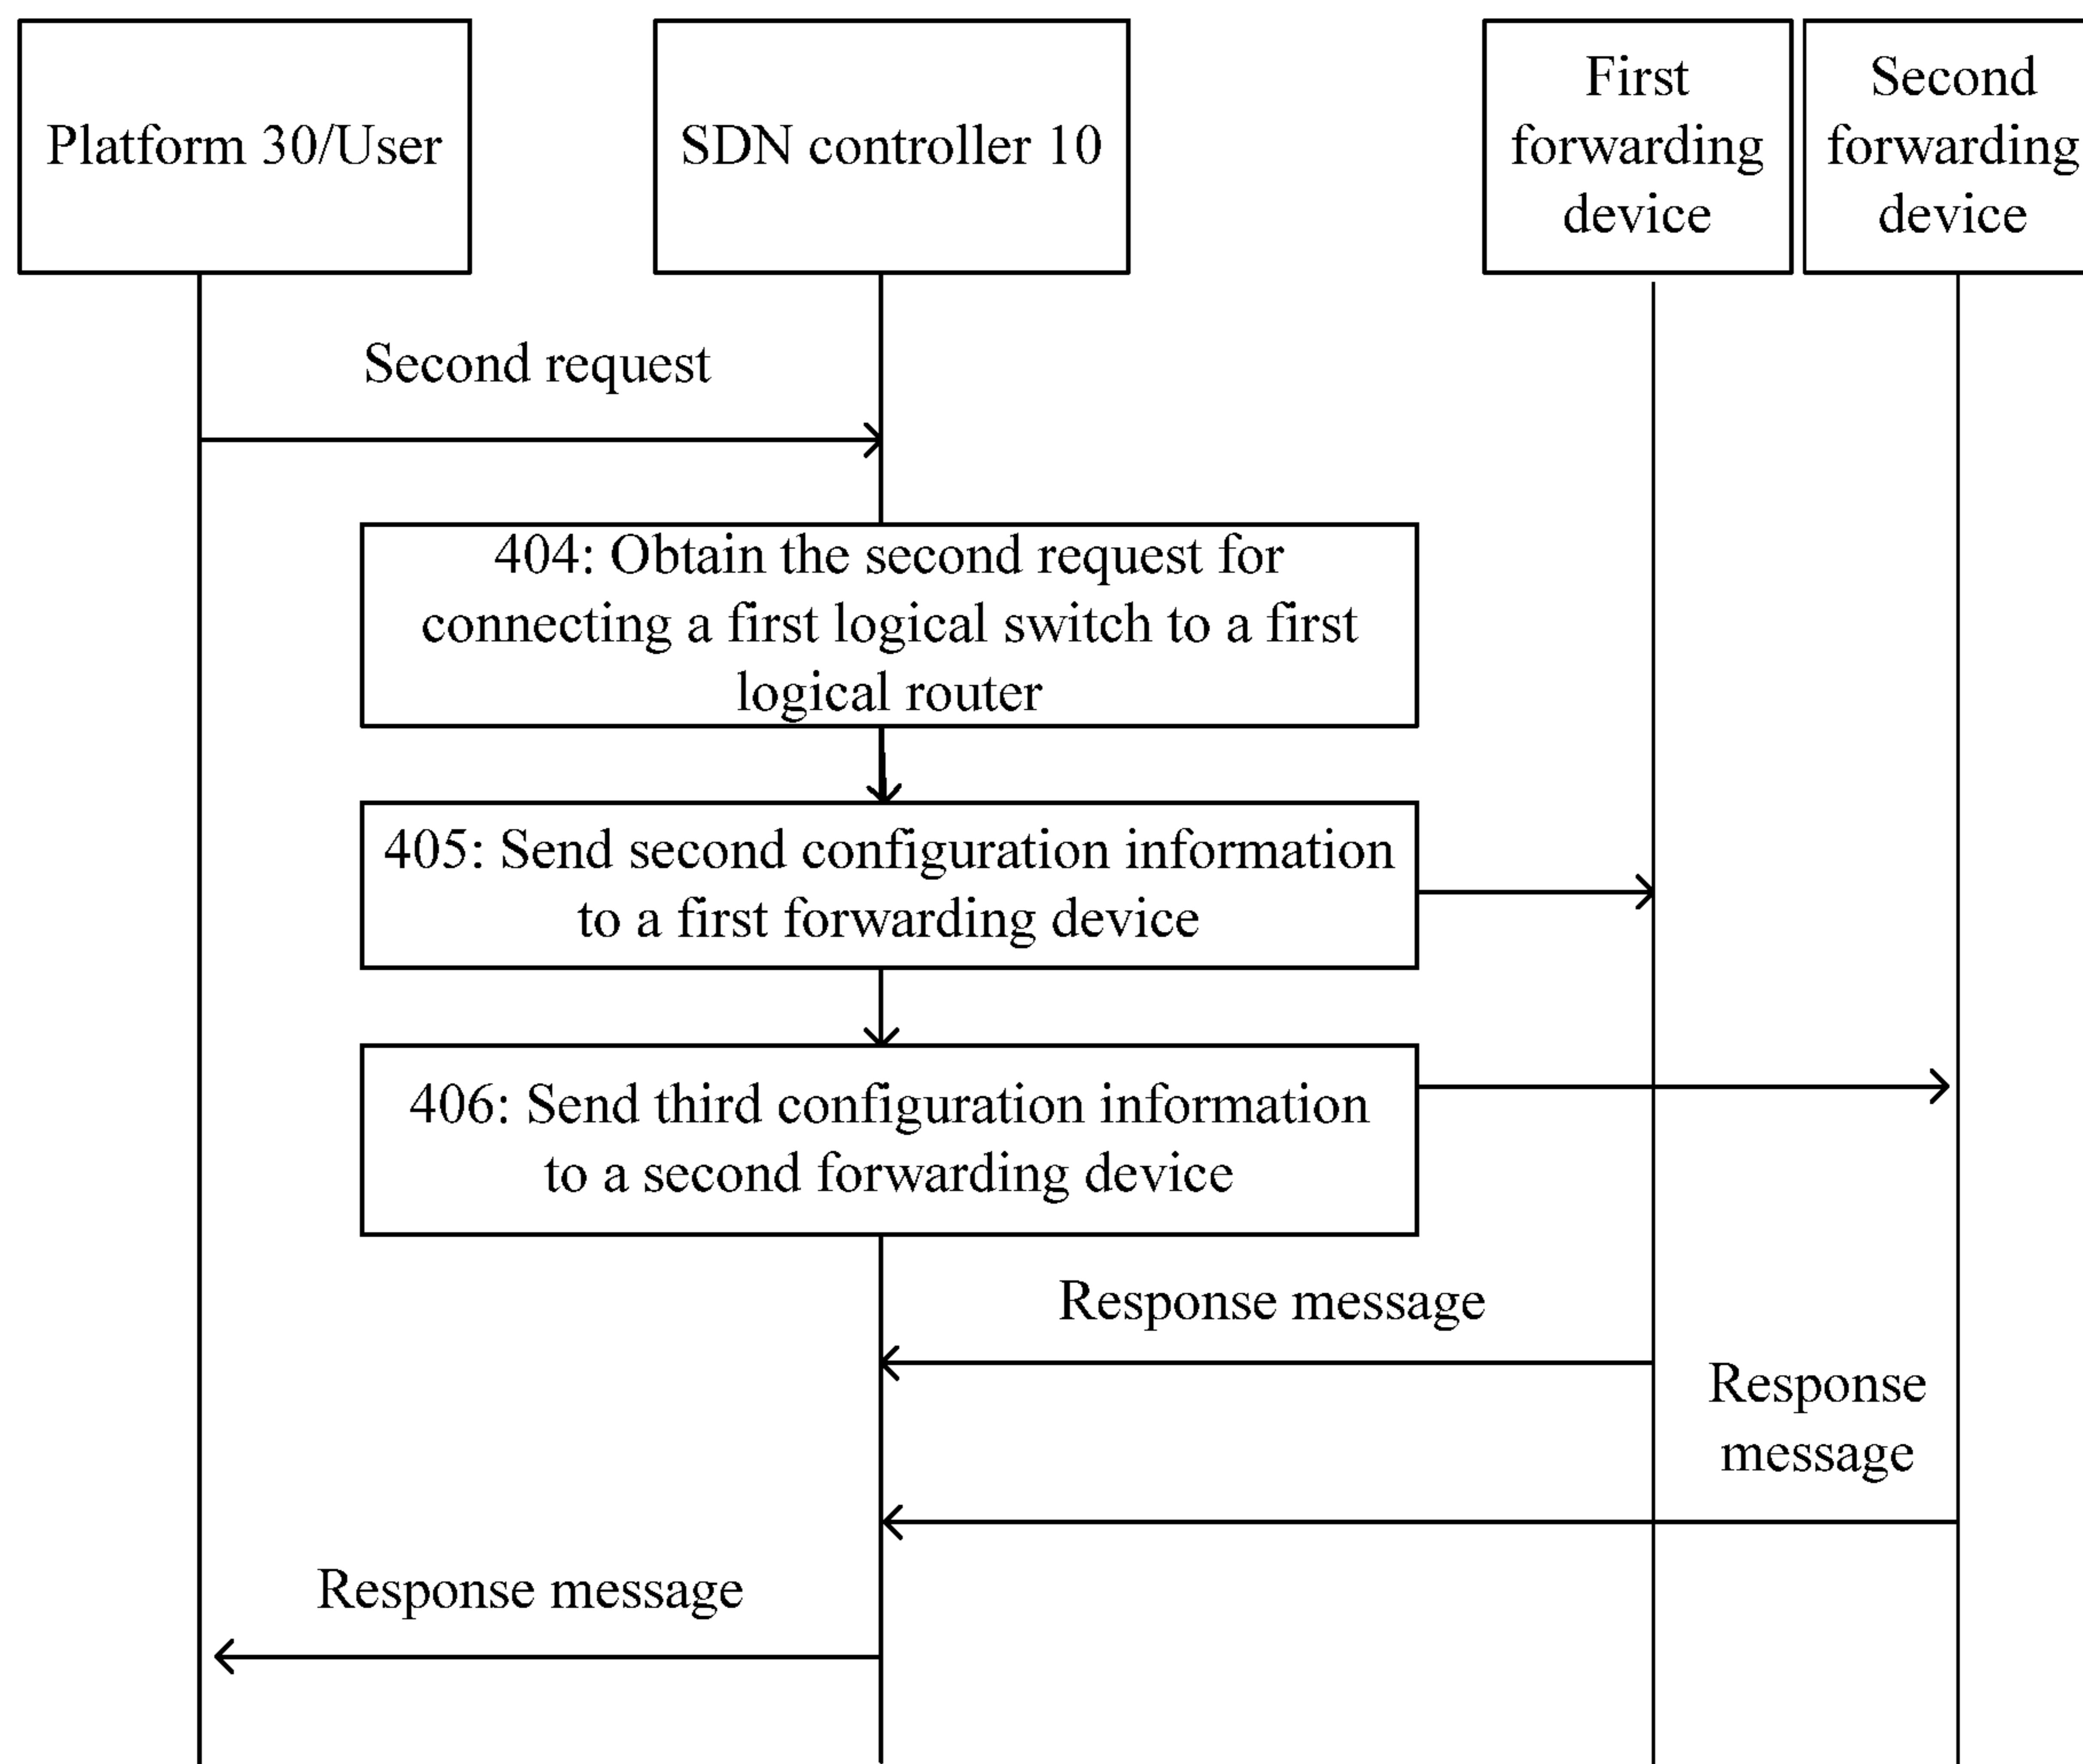 Platform 30/User
SDN controller 10
First
forwarding
device
Second
forwarding
device
Second request
404: Obtain the second request for
connecting a first logical switch to a first
logical router
405: Send second configuration information
to a first forwarding device
406: Send third configuration information
to a second forwarding device
Response message
Response
message
Response message